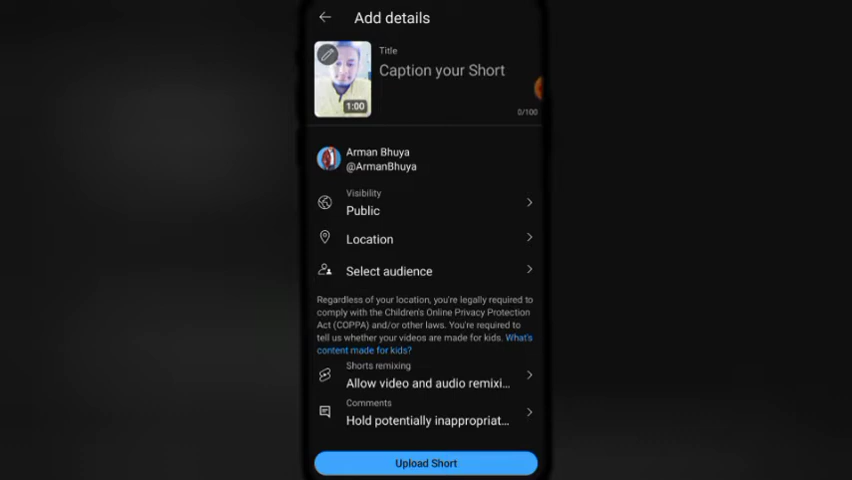 Add details
Title
Caption your Short
1:00
0/100
Arman Bhuya
@ArmanBhuya
Visibility
Public
Location
Select audience
Regardless of your location, you're legally required to
comply with the Children's Online Privacy Protection
Act (COPPA) and/or other laws. You're required to
tell us whether your videos are made for kids. What's
content made for kids?
Shorts remixing
Allow video and audio remixi...
Comments
Hold potentially inappropriat...
Upload Short